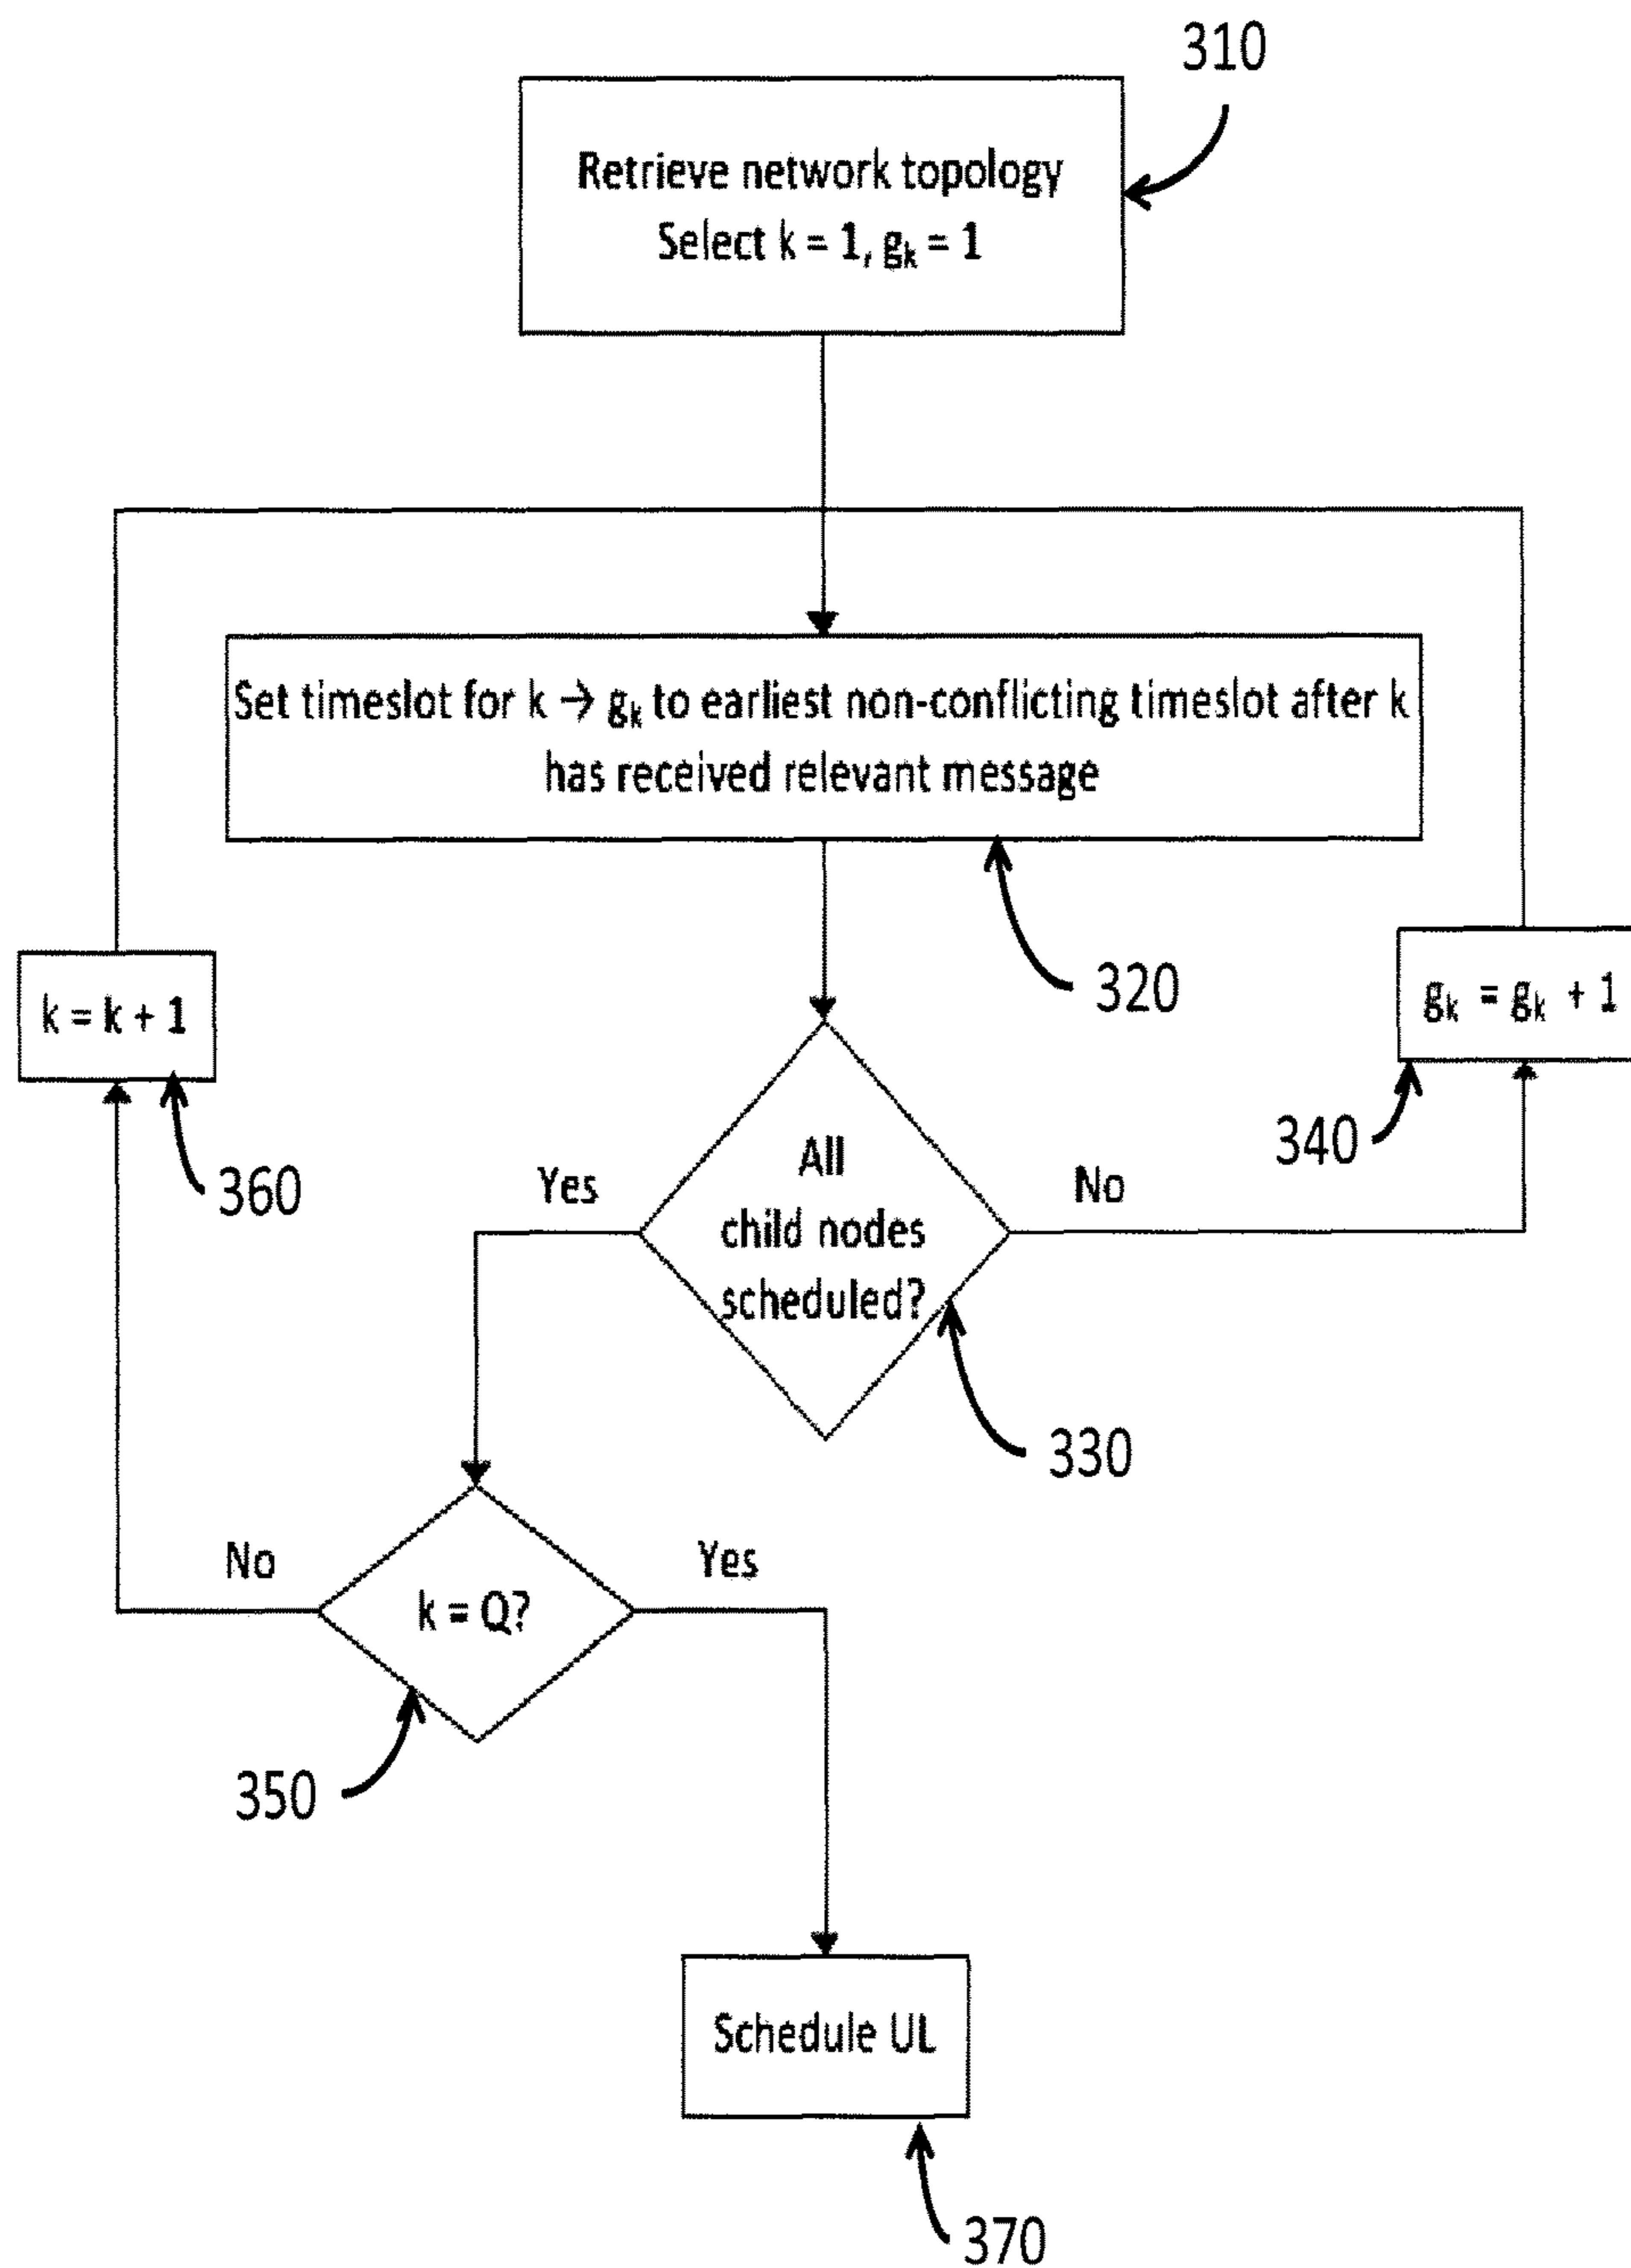 310
Retrieve network topology
Select k = 1, gₖ = 1
Set timeslot for k → gₖ to earliest non-conflicting timeslot after k
has received relevant message
320
k = k + 1
360
gₖ = gₖ + 1
340
All
child nodes
scheduled?
Yes
No
330
k = Q?
No
Yes
350
Schedule UL
370